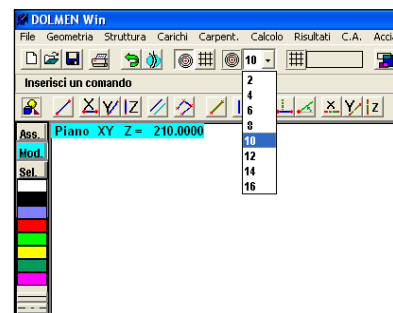 DOLMEN Win
File Geometria Struttura Carichi Carpent. Calcolo Risultati C.A.
10
Inserisci un comando
X Y Z X Y Z
Ass. Piano XY Z = 210.0000
Mod.
Sel.
2
4
6
8
10
12
14
16